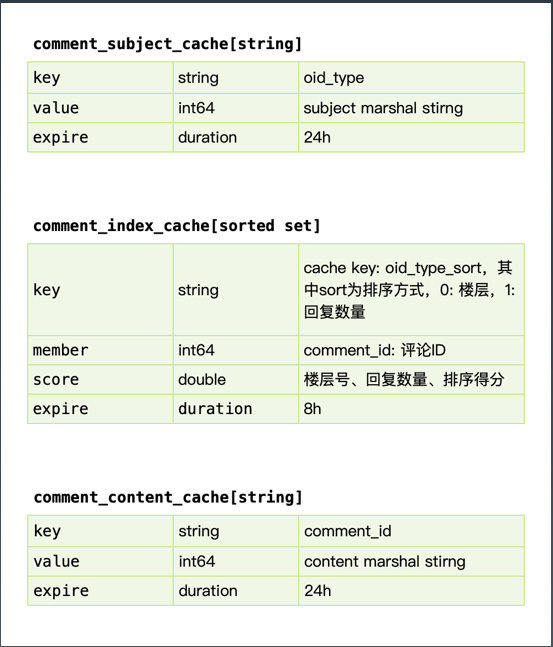 comment_subject_cache[string]
key string oid_type
value int64 subject marshal stirng
expire duration 24h
comment_index_cache[sorted set]
key string cache key: oid_type_sort，其
中sort为排序方式，0: 楼层，1:
回复数量
member int64 comment_id: 评论ID
score double 楼层号、回复数量、排序得分
expire duration 8h
comment_content_cache[string]
key string comment_id
value int64 content marshal stirng
expire duration 24h